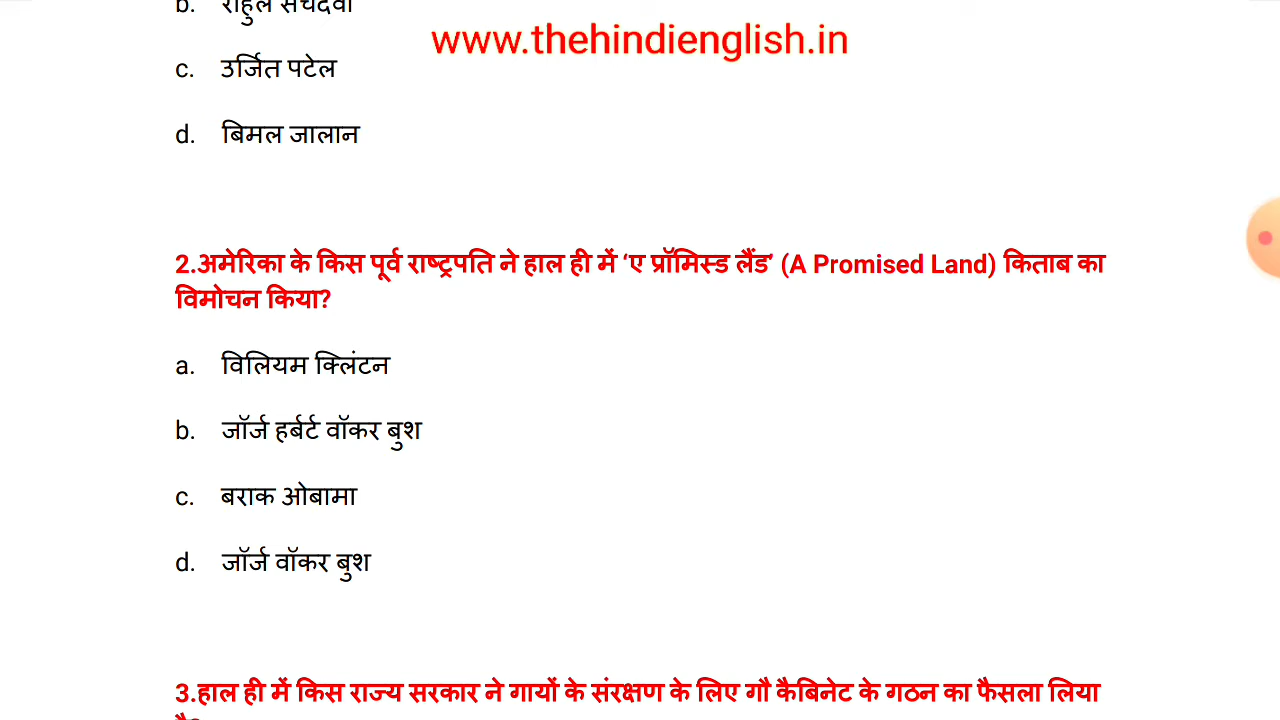 b. राहुल सचदेवा
www.thehindienglish.in
c. उर्जित पटेल
d. बिमल जालान
2.अमेरिका के किस पूर्व राष्ट्रपति ने हाल ही में ‘ए प्रॉमिस्ड लैंड’ (A Promised Land) किताब का
विमोचन किया?
a. विलियम क्लिंटन
b. जॉर्ज हर्बर्ट वॉकर बुश
c. बराक ओबामा
d. जॉर्ज वॉकर बुश
3.हाल ही में किस राज्य सरकार ने गायों के संरक्षण के लिए गौ कैबिनेट के गठन का फैसला लिया